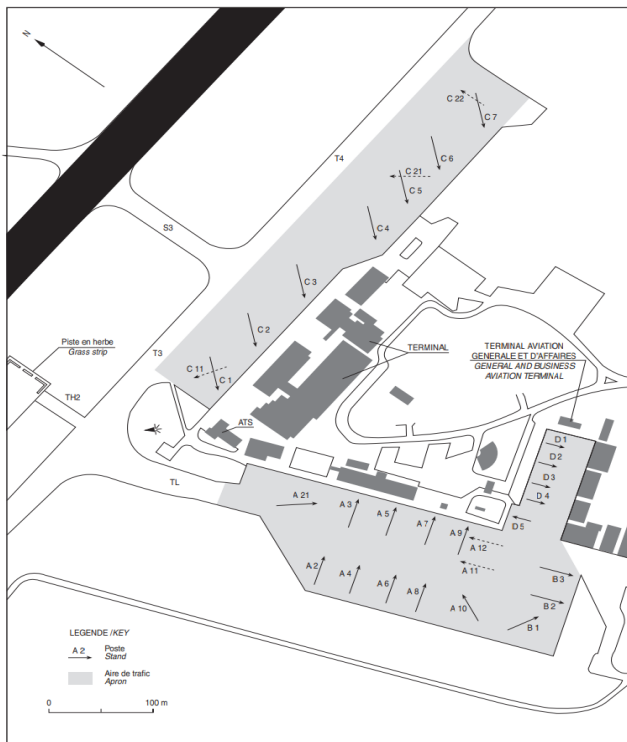 N
C 22
C 7
T4
C 6
C 21
C 5
S3
C 4
C 3
Piste en herbe
Grass strip
C 2
TERMINAL
TERMINAL AVIATION
GENERALE ET D'AFFAIRES
GENERAL AND BUSINESS
AVIATION TERMINAL
T3
C 11
C 1
TH2
ATS
D 1
D 2
D 3
D 4
TL
A 21
A 3
A 5
A 7
A 9
D 5
A 12
A 11
A 2
A 4
A 6
A 8
A 10
B 3
B 2
B 1
LEGENDE /KEY
A 2
Poste
Stand
Aire de trafic
Apron
0
100 m